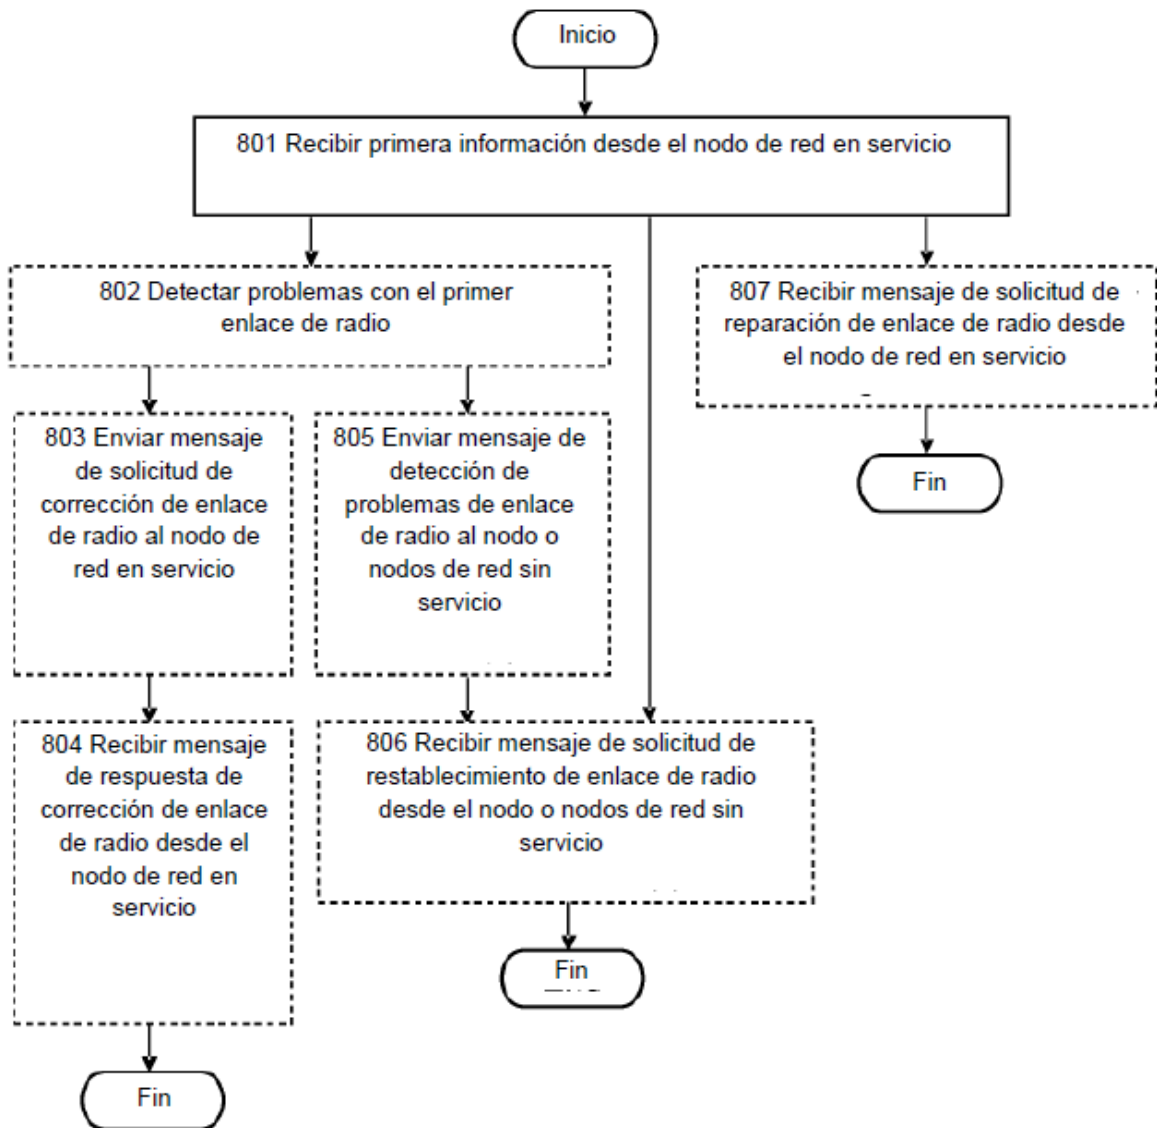 Inicio
801 Recibir primera información desde el nodo de red en servicio
802 Detectar problemas con el primer
enlace de radio
807 Recibir mensaje de solicitud de
reparación de enlace de radio desde
el nodo de red en servicio
803 Enviar mensaje
de solicitud de
corrección de enlace
de radio al nodo de
red en servicio
805 Enviar mensaje de
detección de
problemas de enlace
de radio al nodo o
nodos de red sin
servicio
Fin
804 Recibir mensaje
de respuesta de
corrección de enlace
de radio desde el
nodo de red en
servicio
806 Recibir mensaje de solicitud de
restablecimiento de enlace de radio
desde el nodo o nodos de red sin
servicio
Fin
Fin